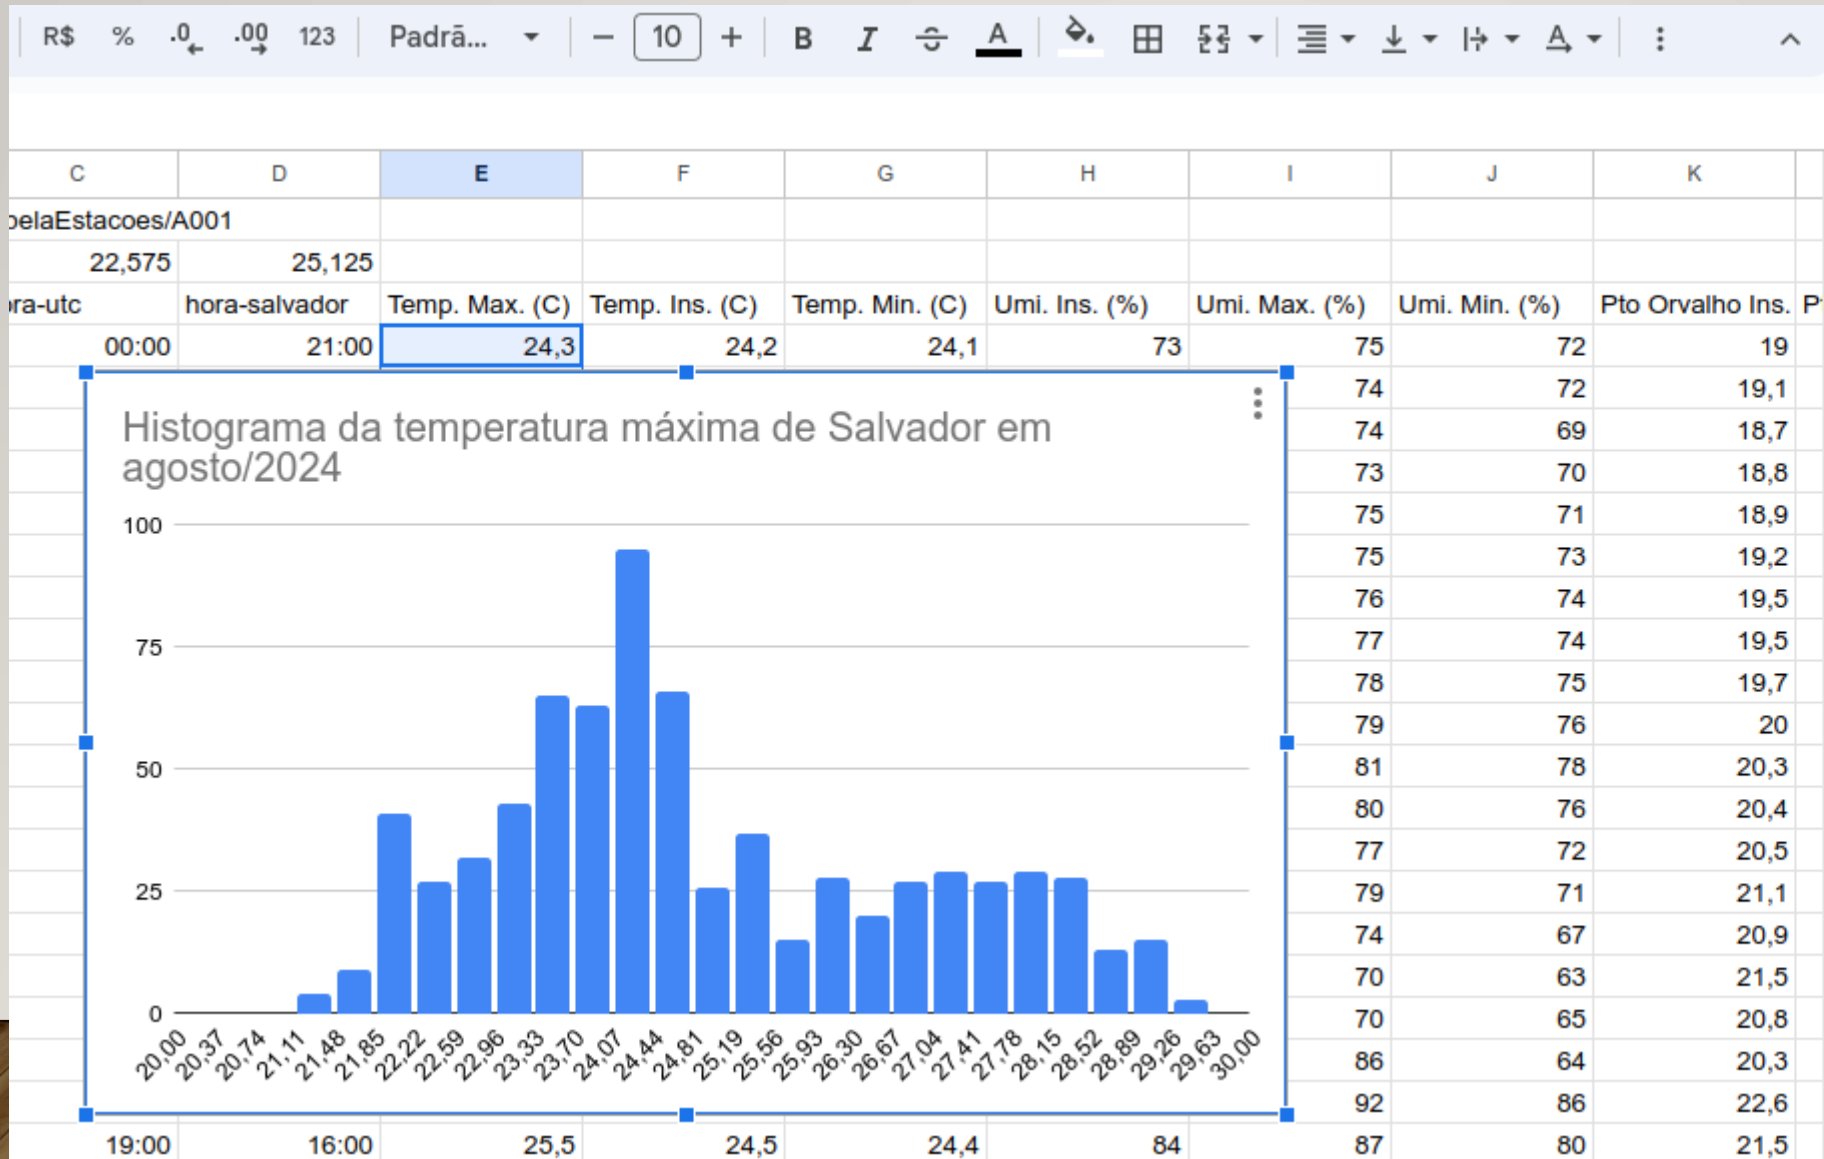 R$ % .0 .00 123 Padrã... − 10 + B I S A A
C D E F G H I J K
belaEstacoes/A001
22,575 25,125
ora-utc hora-salvador Temp. Max. (C) Temp. Ins. (C) Temp. Min. (C) Umi. Ins. (%) Umi. Max. (%) Umi. Min. (%) Pto Orvalho Ins. P
00:00 21:00 24,3 24,2 24,1 73 75 72 19
74 72 19,1
74 69 18,7
73 70 18,8
75 71 18,9
75 73 19,2
76 74 19,5
77 74 19,5
78 75 19,7
79 76 20
81 78 20,3
80 76 20,4
77 72 20,5
79 71 21,1
74 67 20,9
70 63 21,5
70 65 20,8
86 64 20,3
92 86 22,6
Histograma da temperatura máxima de Salvador em
agosto/2024
100
75
50
25
0
20,00 20,37 20,74 21,11 21,48 21,85 22,22 22,59 22,96 23,33 23,70 24,07 24,44 24,81 25,19 25,56 25,93 26,30 26,67 27,04 27,41 27,78 28,15 28,52 28,89 29,26 29,63 30,00
19:00 16:00 25,5 24,5 24,4 84 87 80 21,5